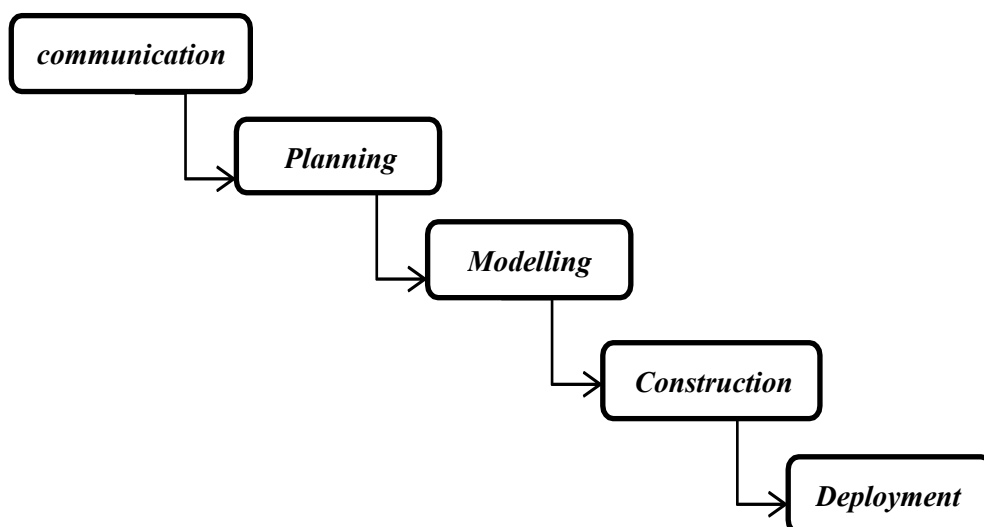 communication
Planning
Modelling
Construction
Deployment